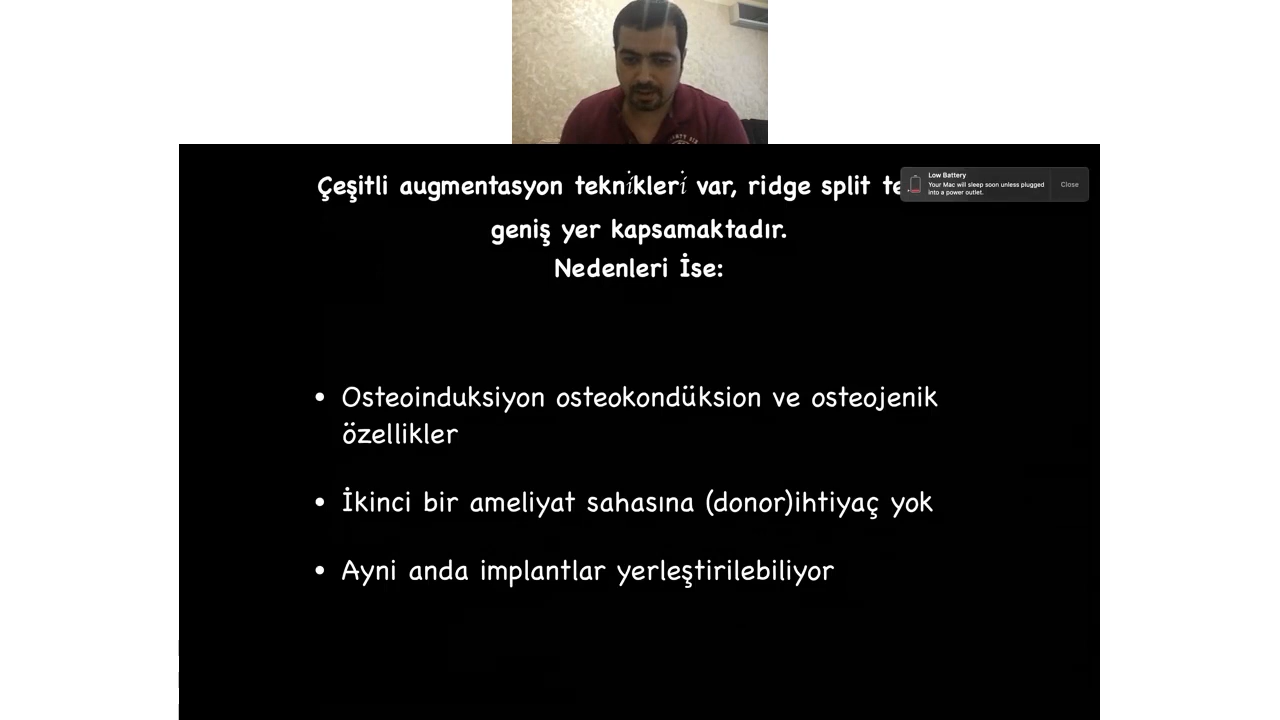 Çeşitli augmentasyon teknikleri var, ridge split
geniş yer kapsamaktadır.
Nedenleri İse:
Low Battery
Your Mac will sleep soon unless plugged
into a power outlet.
Close
• Osteoinduksiyon osteokondüksion ve osteojenik
özellikler
• İkinci bir ameliyat sahasına (donor)ihtiyaç yok
• Ayni anda implantlar yerleştirilebiliyor